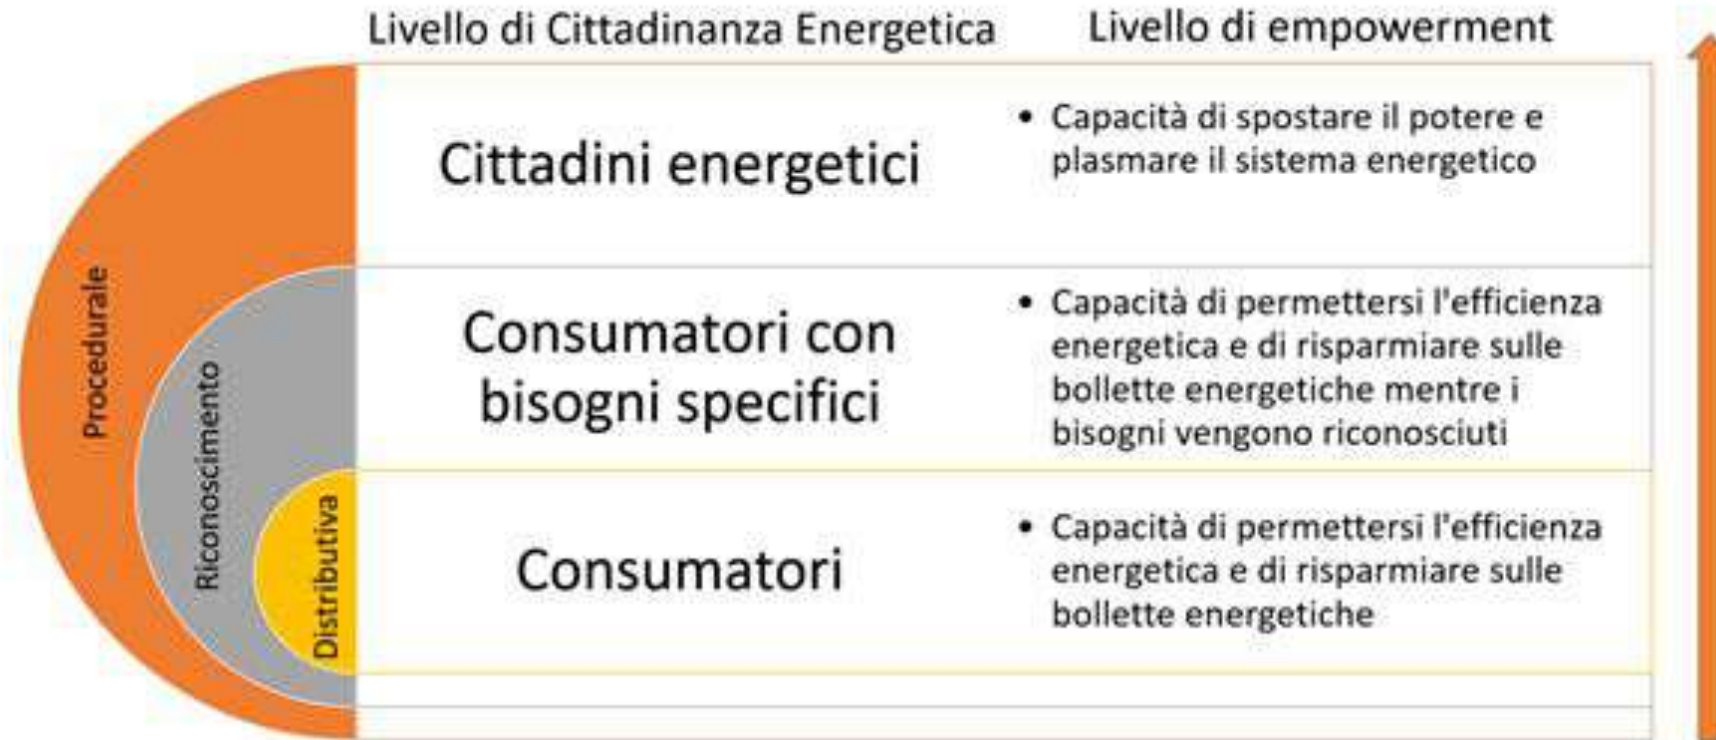 Livello di Cittadinanza Energetica
Livello di empowerment
Procedurale
Cittadini energetici
• Capacità di spostare il potere e
plasmare il sistema energetico
Riconoscimento
Consumatori con
bisogni specifici
• Capacità di permettersi l'efficienza
energetica e di risparmiare sulle
bollette energetiche mentre i
bisogni vengono riconosciuti
Distributiva
Consumatori
• Capacità di permettersi l'efficienza
energetica e di risparmiare sulle
bollette energetiche